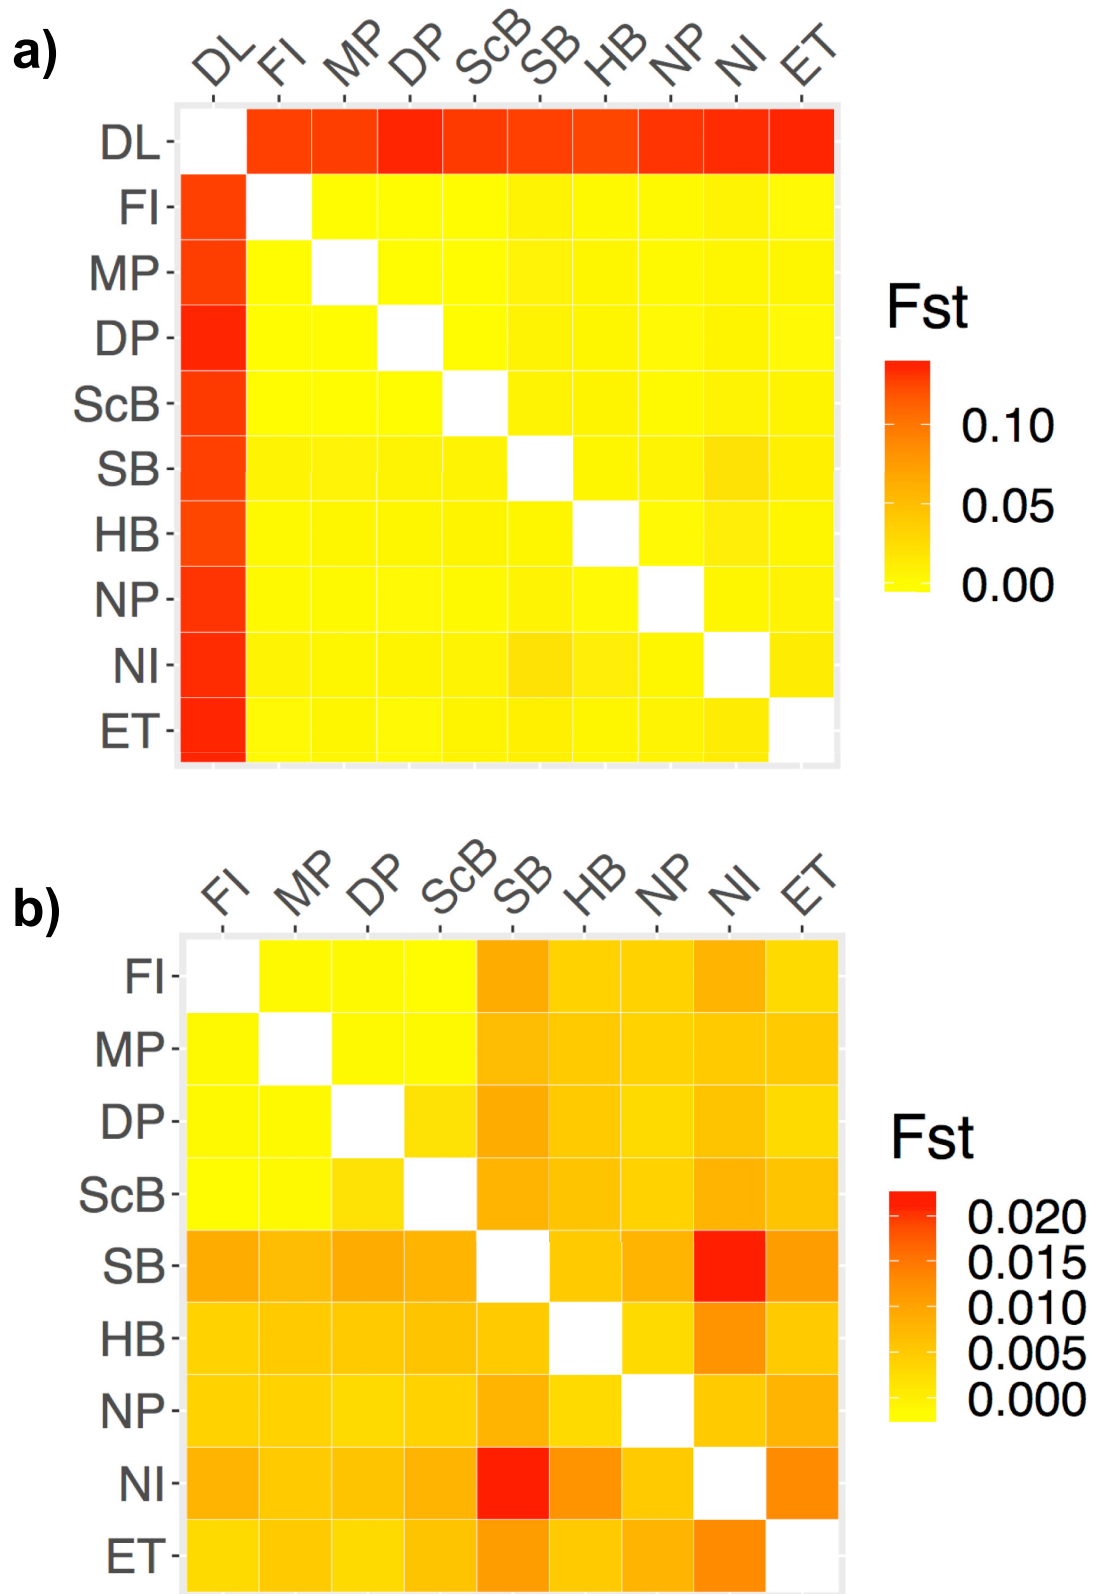 a)
DL FI MP DP ScB SB HB NP NI ET
DL
FI
MP
DP
ScB
SB
HB
NP
NI
ET
Fst
0.10
0.05
0.00
b)
FI MP DP ScB SB HB NP NI ET
FI
MP
DP
ScB
SB
HB
NP
NI
ET
Fst
0.020
0.015
0.010
0.005
0.000